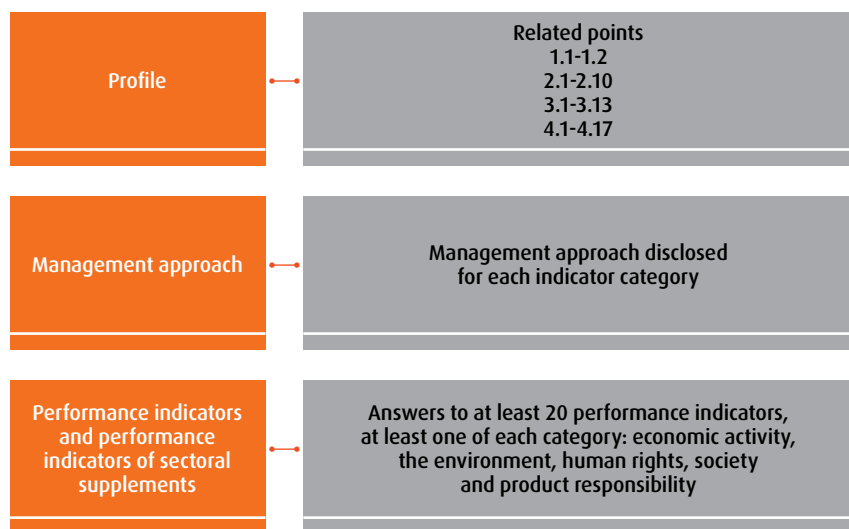 Profile
Related points
1.1-1.2
2.1-2.10
3.1-3.13
4.1-4.17
Management approach
Management approach disclosed
for each indicator category
Performance indicators
and performance
indicators of sectoral
supplements
Answers to at least 20 performance indicators,
at least one of each category: economic activity,
the environment, human rights, society
and product responsibility